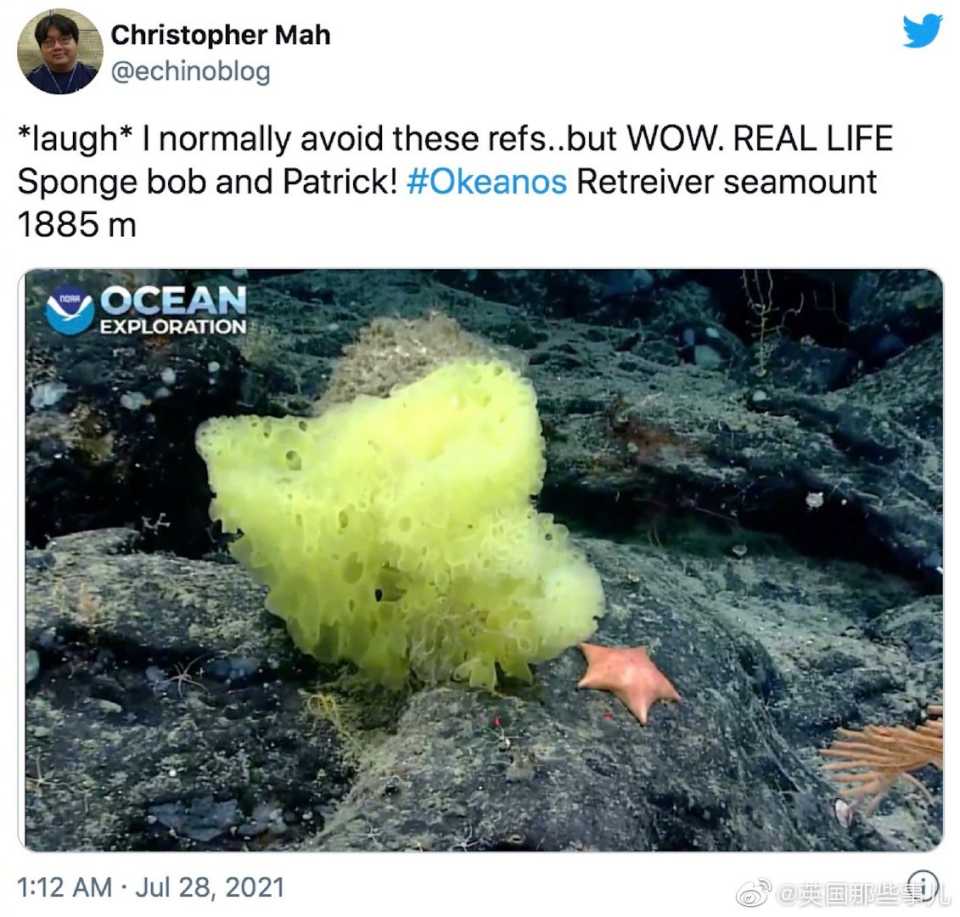 Christopher Mah
@echinoblog
*laugh* I normally avoid these refs..but WOW. REAL LIFE
Sponge bob and Patrick! #Okeanos Retreiver seamount
1885 m
NOAA
OCEAN
EXPLORATION
1:12 AM · Jul 28, 2021
@英国那些事儿